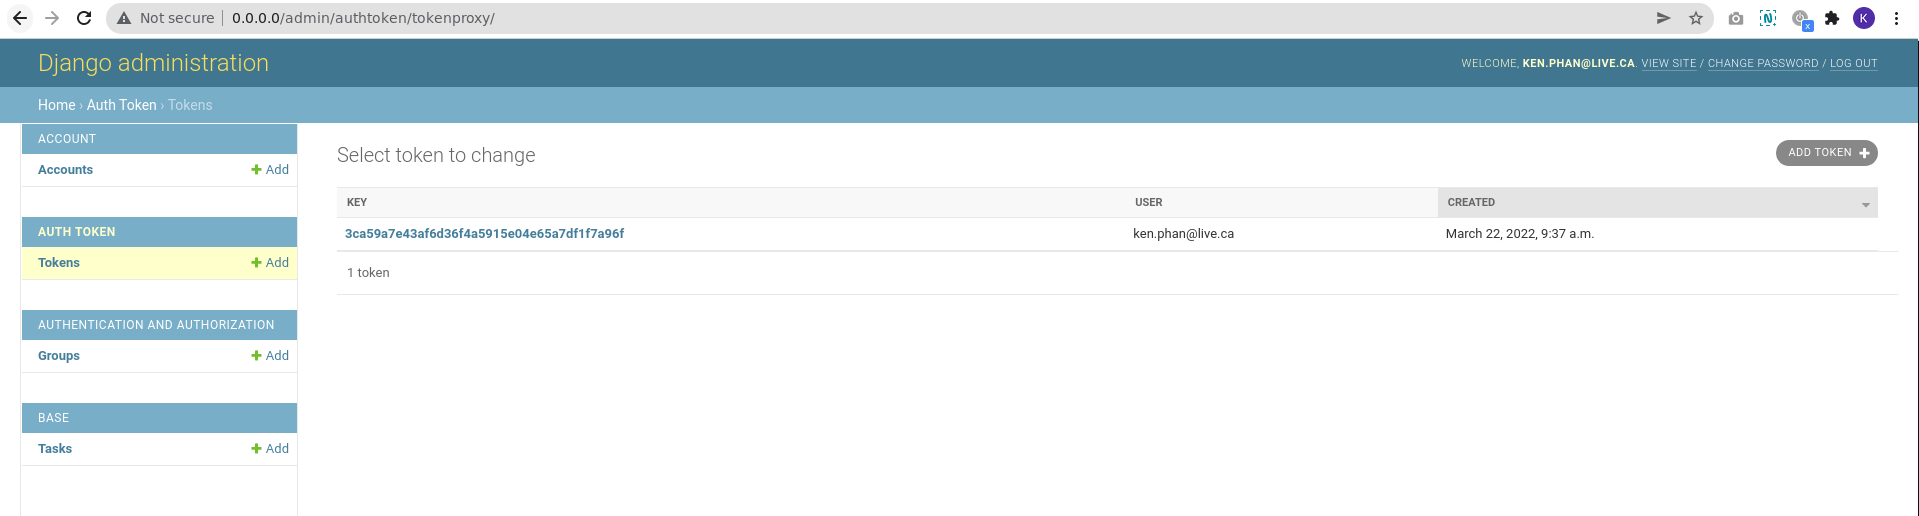 Not secure | 0.0.0.0/admin/authtoken/tokenproxy/
K
x
Django administration
WELCOME, KEN.PHAN@LIVE.CA. VIEW SITE / CHANGE PASSWORD / LOG OUT
Home › Auth Token › Tokens
ACCOUNT
Accounts + Add
AUTH TOKEN
Tokens + Add
AUTHENTICATION AND AUTHORIZATION
Groups + Add
BASE
Tasks + Add
Select token to change
ADD TOKEN +
KEY USER CREATED
3ca59a7e43af6d36f4a5915e04e65a7df1f7a96f ken.phan@live.ca March 22, 2022, 9:37 a.m.
1 token